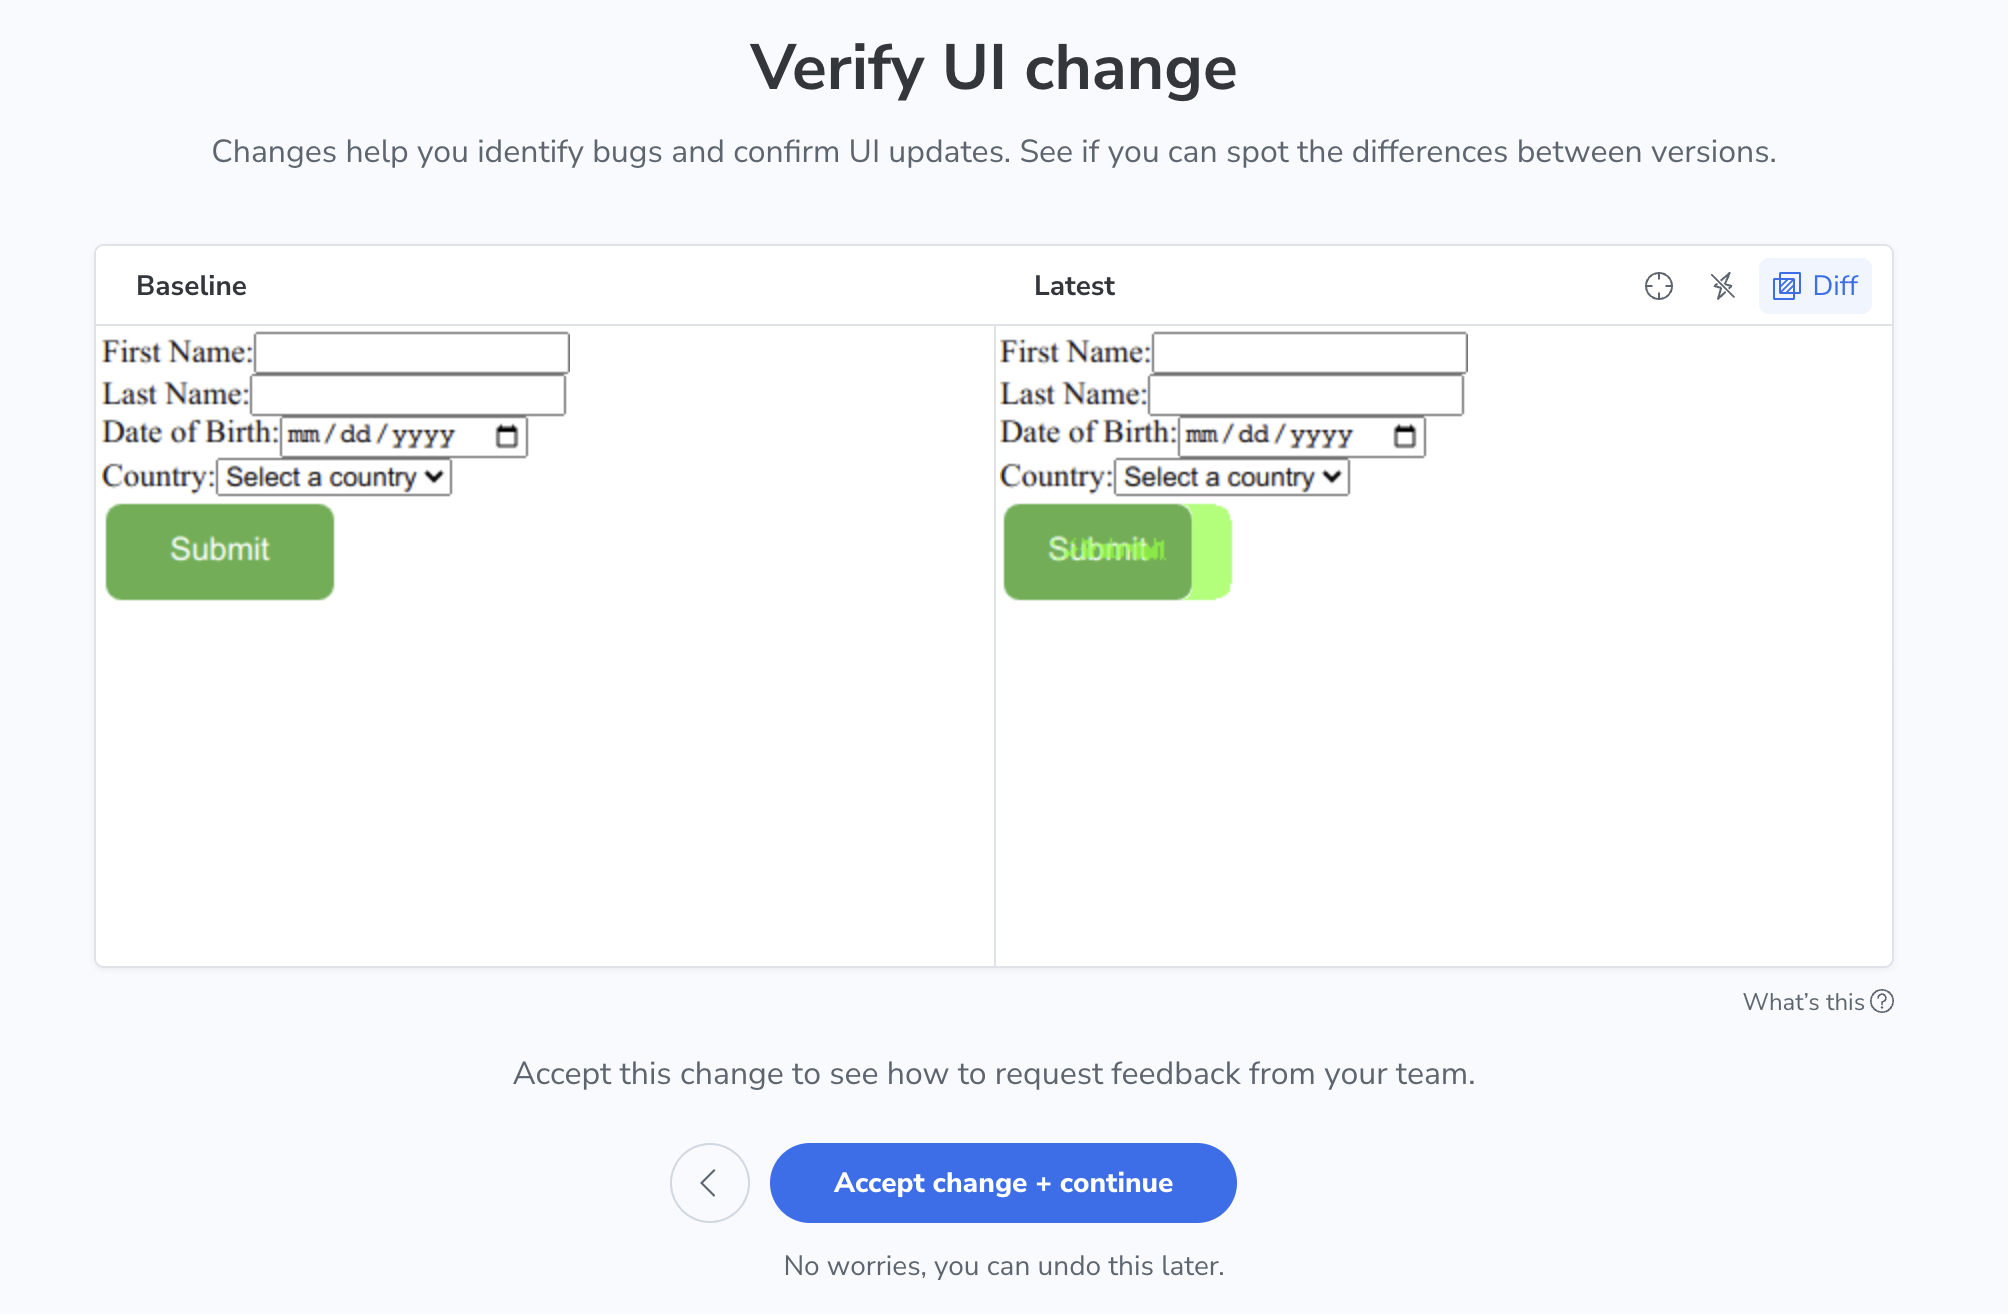 Verify UI change
Changes help you identify bugs and confirm UI updates. See if you can spot the differences between versions.
Baseline
Latest
Diff
First Name:
Last Name:
Date of Birth: mm/dd/yyyy
Country: Select a country
Submit
First Name:
Last Name:
Date of Birth: mm/dd/yyyy
Country: Select a country
Submit
What's this
Accept this change to see how to request feedback from your team.
Accept change + continue
No worries, you can undo this later.